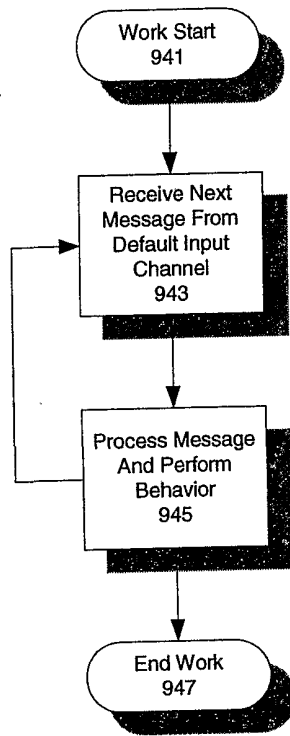 Work Start
941
Receive Next
Message From
Default Input
Channel
943
Process Message
And Perform
Behavior
945
End Work
947